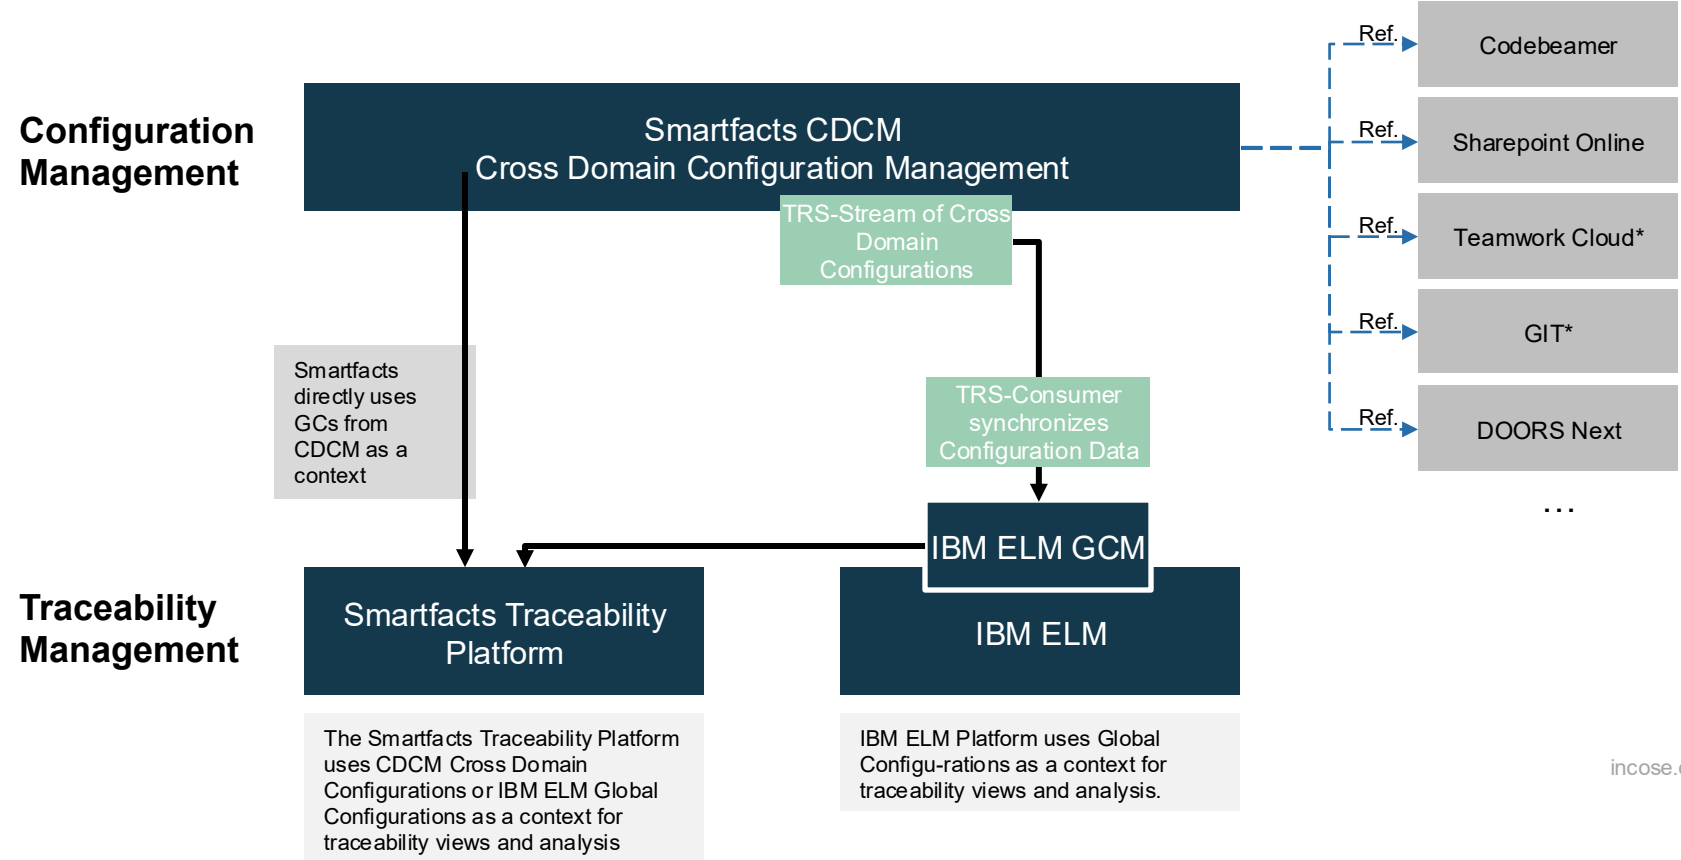 Configuration
Management
Smartfacts CDCM
Cross Domain Configuration Management
TRS-Stream of Cross
Domain
Configurations
Smartfacts
directly uses
GCs from
CDCM as a
context
TRS-Consumer
synchronizes
Configuration Data
Ref.
Codebeamer
Ref.
Sharepoint Online
Ref.
Teamwork Cloud*
Ref.
GIT*
Ref.
DOORS Next
...
Traceability
Management
Smartfacts Traceability
Platform
IBM ELM GCM
IBM ELM
The Smartfacts Traceability Platform
uses CDCM Cross Domain
Configurations or IBM ELM Global
Configurations as a context for
traceability views and analysis
IBM ELM Platform uses Global
Configu-rations as a context for
traceability views and analysis.
incose.